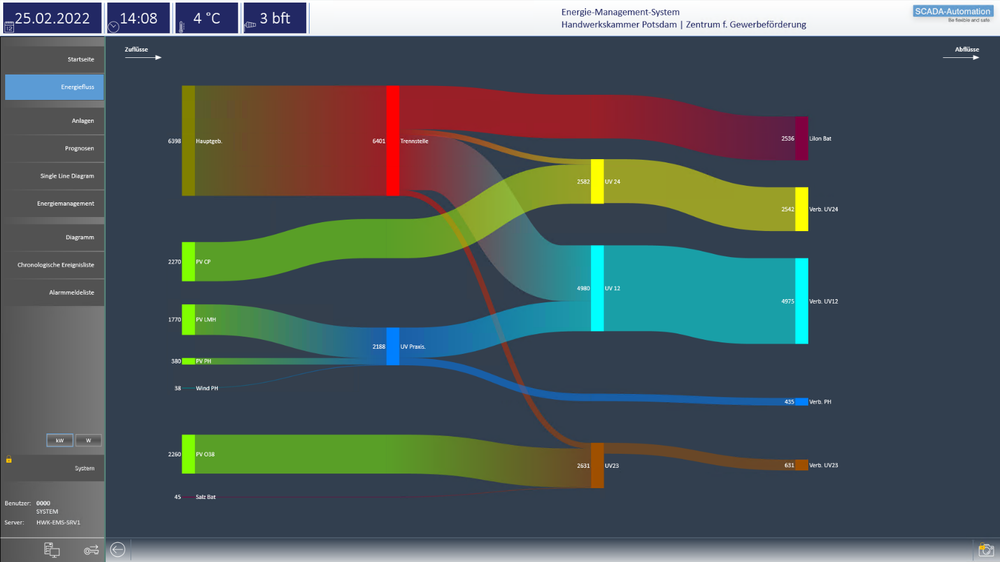 25.02.2022
12
14:08
4 °C
3 bft
Energie-Management-System
Handwerkskammer Potsdam | Zentrum f. Gewerbeförderung
SCADA-Automation
Be flexible and safe.
Startseite
Energiefluss
Anlagen
Prognosen
Single Line Diagram
Energiemanagement
Diagramm
Chronologische Ereignisliste
Alarmmeldeliste
kW
W
System
Benutzer: 0000
SYSTEM
Server: HWK-EMS-SRV1
Zuflüsse
Abflüsse
6398 Hauptgeb.
6401 Trennstelle
2536 LiIon Bat
2582 UV 24
2542 Verb. UV24
2270 PV CP
4980 UV 12
4975 Verb. UV12
1770 PV LMH
2188 UV Praxis.
380 PV PH
38 Wind PH
435 Verb. PH
2260 PV O38
2631 UV23
631 Verb. UV23
45 Salz Bat